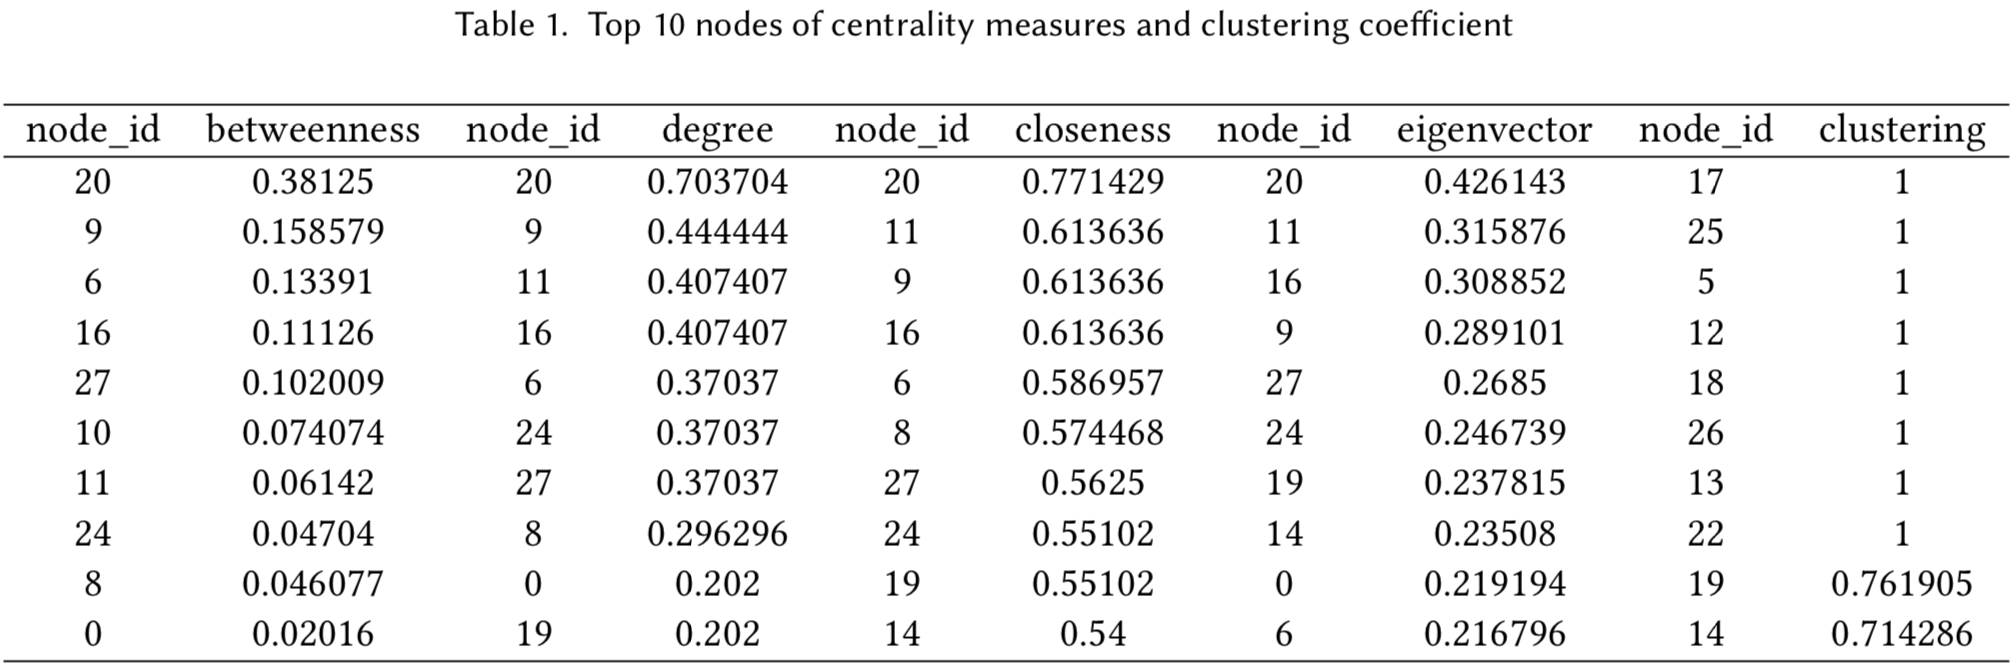 Table 1. Top 10 nodes of centrality measures and clustering coefficient
node_id betweenness node_id degree node_id closeness node_id eigenvector node_id clustering
20 0.38125 20 0.703704 20 0.771429 20 0.426143 17 1
9 0.158579 9 0.444444 11 0.613636 11 0.315876 25 1
6 0.13391 11 0.407407 9 0.613636 16 0.308852 5 1
16 0.11126 16 0.407407 16 0.613636 9 0.289101 12 1
27 0.102009 6 0.37037 6 0.586957 27 0.2685 18 1
10 0.074074 24 0.37037 8 0.574468 24 0.246739 26 1
11 0.06142 27 0.37037 27 0.5625 19 0.237815 13 1
24 0.04704 8 0.296296 24 0.55102 14 0.23508 22 1
8 0.046077 0 0.202 19 0.55102 0 0.219194 19 0.761905
0 0.02016 19 0.202 14 0.54 6 0.216796 14 0.714286